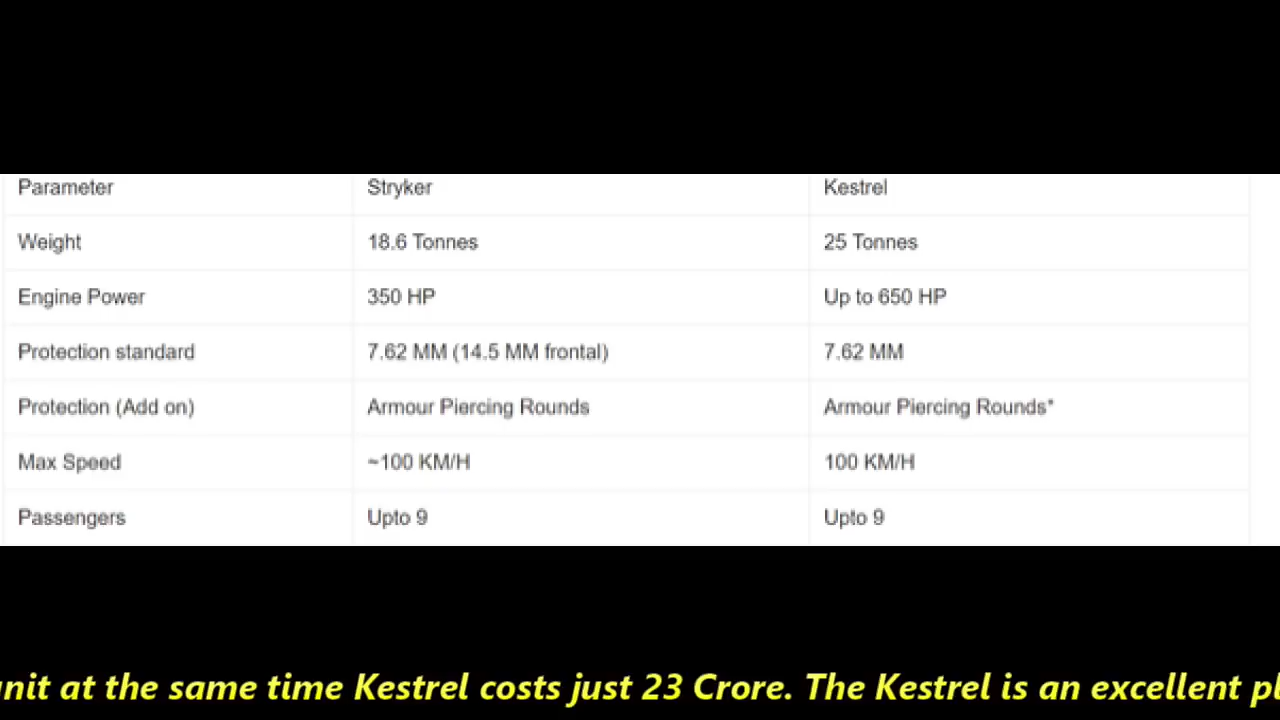 Parameter Stryker Kestrel
Weight 18.6 Tonnes 25 Tonnes
Engine Power 350 HP Up to 650 HP
Protection standard 7.62 MM (14.5 MM frontal) 7.62 MM
Protection (Add on) Armour Piercing Rounds Armour Piercing Rounds*
Max Speed ~100 KM/H 100 KM/H
Passengers Upto 9 Upto 9
at the same time Kestrel costs just 23 Crore. The Kestrel is an excellent